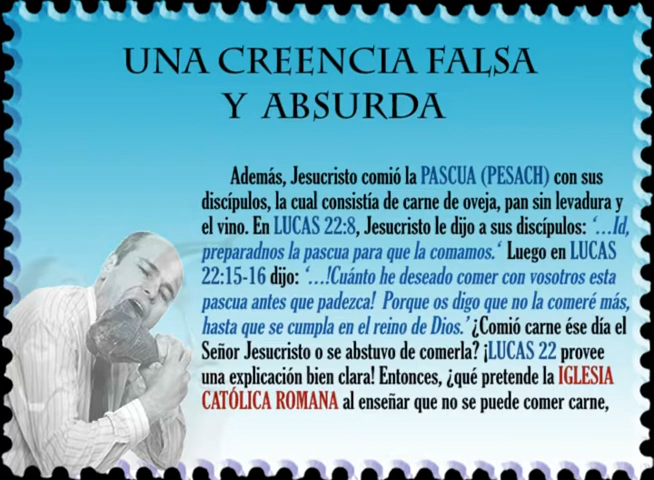 UNA CREENCIA FALSA
Y ABSURDA
Además, Jesucristo comió la PASCUA (PESACH) con sus
discípulos, la cual consistía de carne de oveja, pan sin levadura y
el vino. En LUCAS 22:8, Jesucristo le dijo a sus discípulos: ‘…Id,
preparadnos la pascua para que la comamos.‘ Luego en LUCAS
22:15-16 dijo: ‘…!Cuánto he deseado comer con vosotros esta
pascua antes que padezca! Porque os digo que no la comeré más,
hasta que se cumpla en el reino de Dios.’ ¿Comió carne ése día el
Señor Jesucristo o se abstuvo de comerla? ¡LUCAS 22 provee
una explicación bien clara! Entonces, ¿qué pretende la IGLESIA
CATÓLICA ROMANA al enseñar que no se puede comer carne,